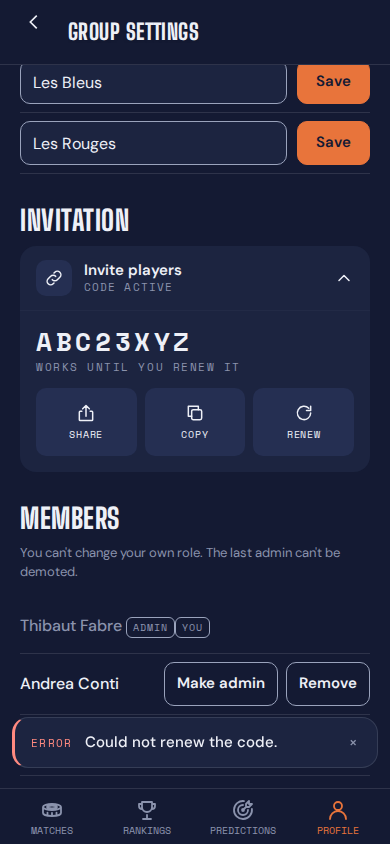 GROUP SETTINGS
Les Bleus Save
Les Rouges Save
INVITATION
Invite players
CODE ACTIVE
ABC23XYZ
WORKS UNTIL YOU RENEW IT
SHARE COPY RENEW
MEMBERS
You can't change your own role. The last admin can't be
demoted.
Thibaut Fabre ADMIN YOU
Andrea Conti Make admin Remove
ERROR Could not renew the code. ×
MATCHES RANKINGS PREDICTIONS PROFILE